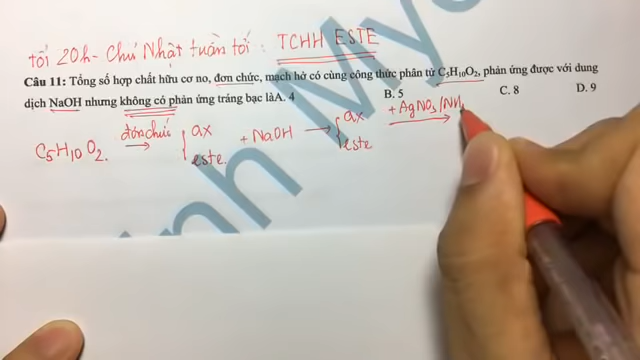 tối 20h - Chủ Nhật tuần tới : TCHH ESTE
Câu 11: Tổng số hợp chất hữu cơ no, đơn chức, mạch hở có cùng công thức phân tử C₅H₁₀O₂, phản ứng được với dung
dịch NaOH nhưng không có phản ứng tráng bạc làA. 4 B. 5 C. 8 D. 9
C₅H₁₀O₂. đơn chức → { ax + NaOH → { ax + AgNO₃/NH
este. este